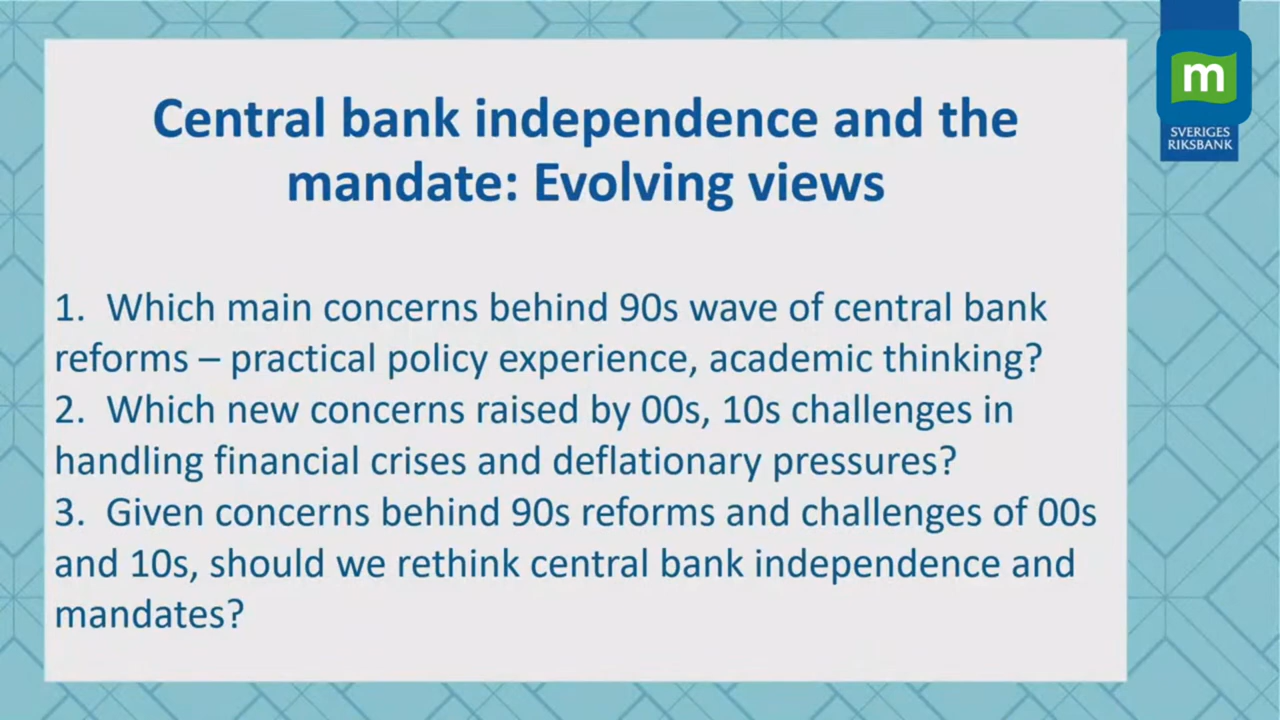 Central bank independence and the
mandate: Evolving views
m
SVERIGES
RIKSBANK
1. Which main concerns behind 90s wave of central bank
reforms – practical policy experience, academic thinking?
2. Which new concerns raised by 00s, 10s challenges in
handling financial crises and deflationary pressures?
3. Given concerns behind 90s reforms and challenges of 00s
and 10s, should we rethink central bank independence and
mandates?